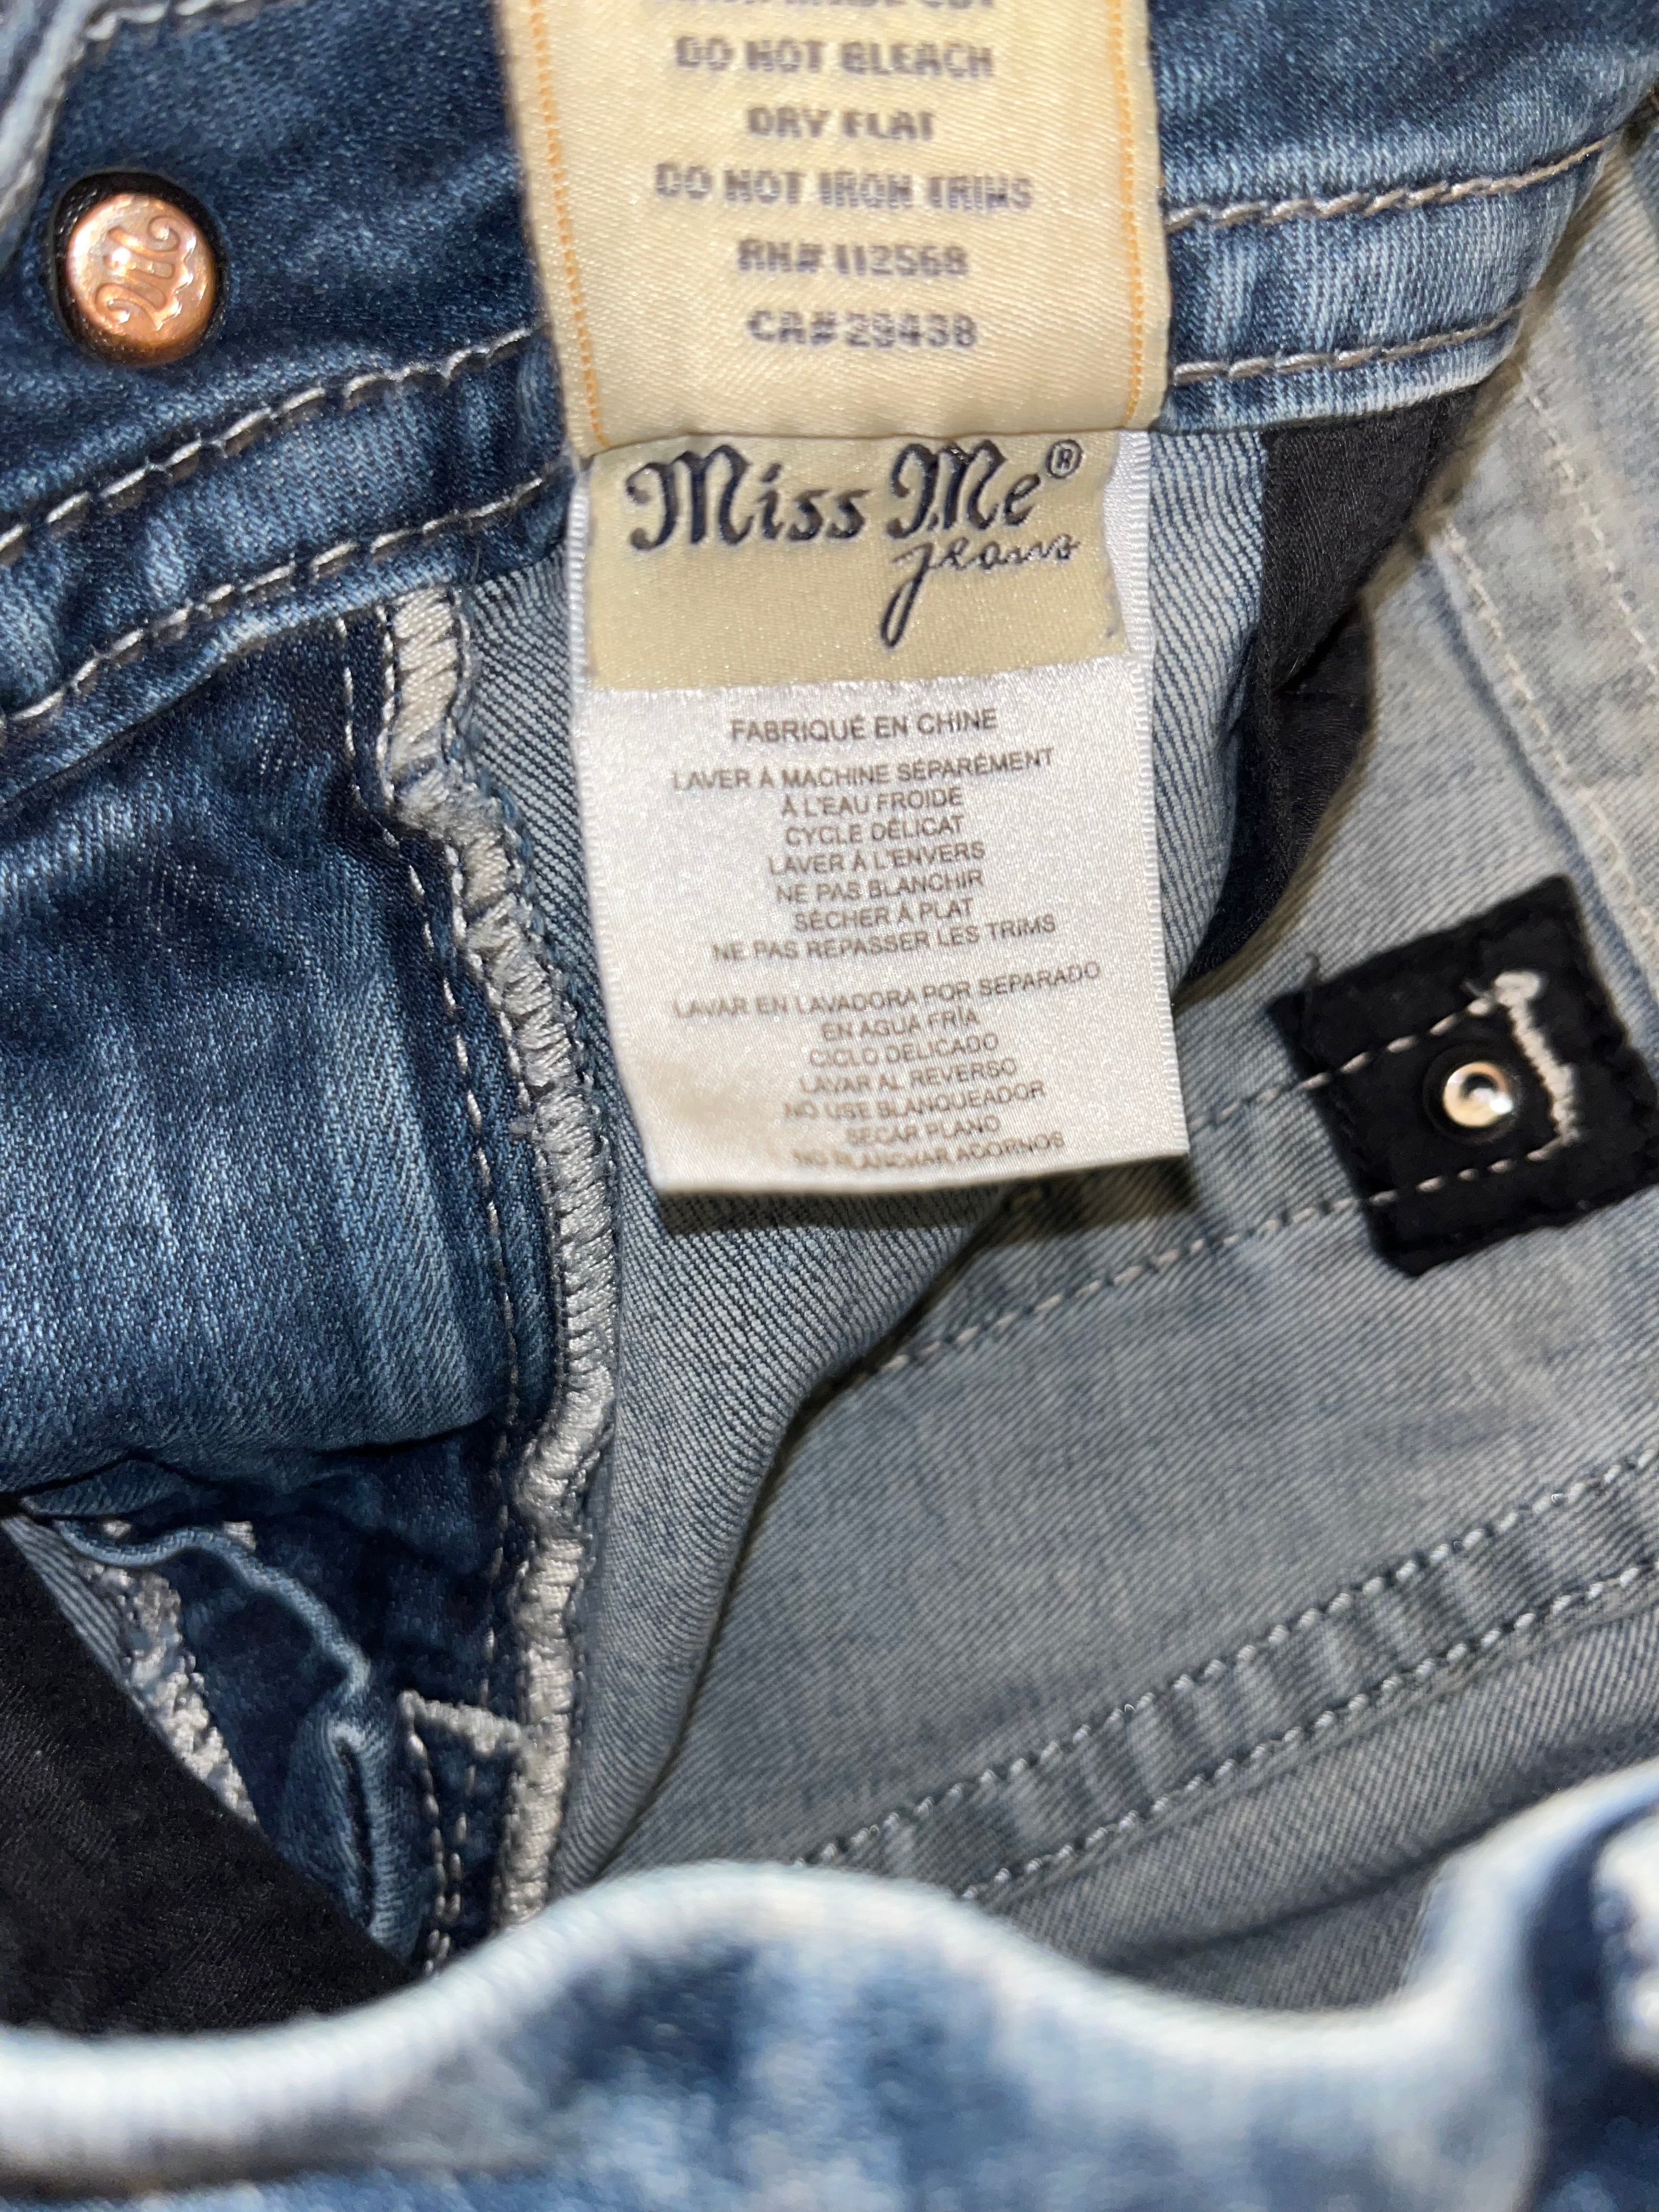 DO NOT BLEACH
DRY FLAT
DO NOT IRON TRIMS
RN# 112568
CA# 29438
Miss Me®
jeans
FABRIQUÉ EN CHINE
LAVER À MACHINE SÉPARÉMENT
À L'EAU FROIDE
CYCLE DÉLICAT
LAVER À L'ENVERS
NE PAS BLANCHIR
SÉCHER À PLAT
NE PAS REPASSER LES TRIMS
LAVAR EN LAVADORA POR SEPARADO
EN AGUA FRÍA
CICLO DELICADO
LAVAR AL REVERSO
NO USE BLANQUEADOR
SECAR PLANO
NO PLANCHAR ADORNOS